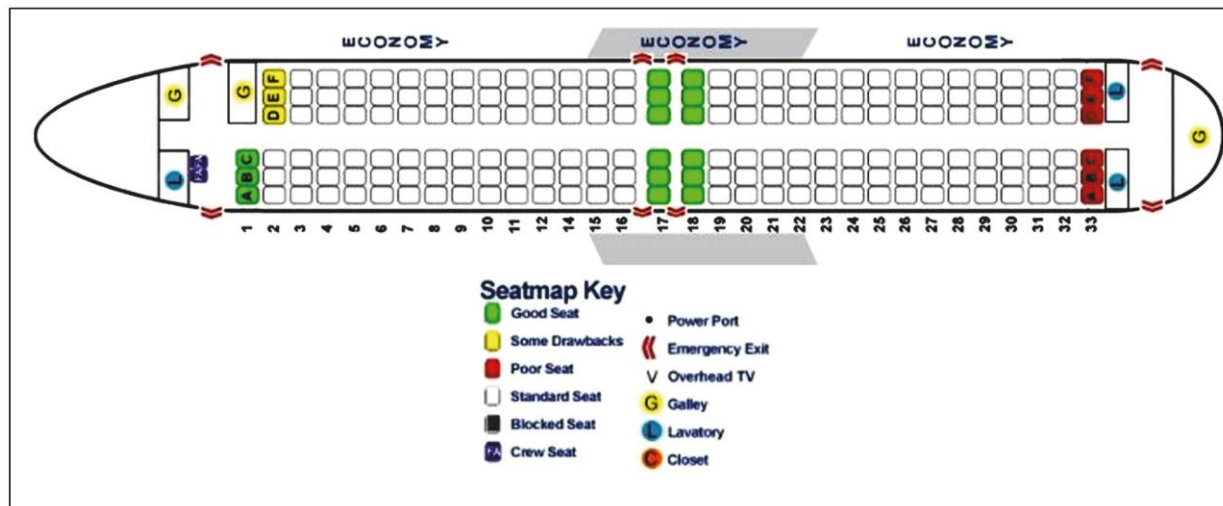 ECONOMY ECONOMY ECONOMY
G G D E F D E F L
G
L FA FA A B C A B C L
1 2 3 4 5 6 7 8 9 10 11 12 14 15 16 17 18 19 20 21 22 23 24 25 26 27 28 29 30 31 32 33
Seatmap Key
Good Seat
Some Drawbacks
Poor Seat
Standard Seat
Blocked Seat
FA Crew Seat
Power Port
Emergency Exit
Overhead TV
G Galley
L Lavatory
C Closet